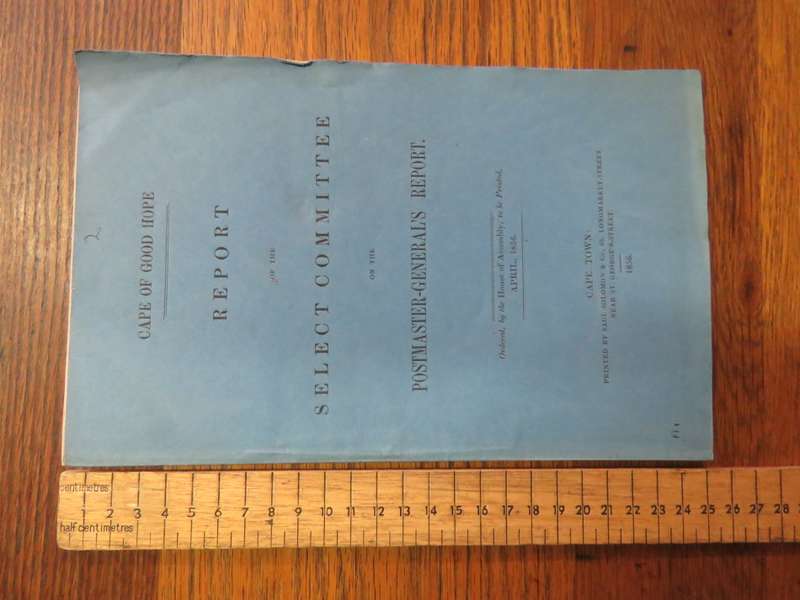 2
CAPE OF GOOD HOPE
REPORT
OF THE
SELECT COMMITTEE
ON THE
POSTMASTER-GENERAL'S REPORT.
Ordered, by the House of Assembly, to be Printed,
APRIL, 1856.
CAPE TOWN:
PRINTED BY SAUL SOLOMON & Co., LONGMARKET-STREET
NEAR ST GEORGE'S-STREET.
1856.
centimetres
1 2 3 4 5 6 7 8 9 10 11 12 13 14 15 16 17 18 19 20 21 22 23 24 25 26 27 28
half centimetres